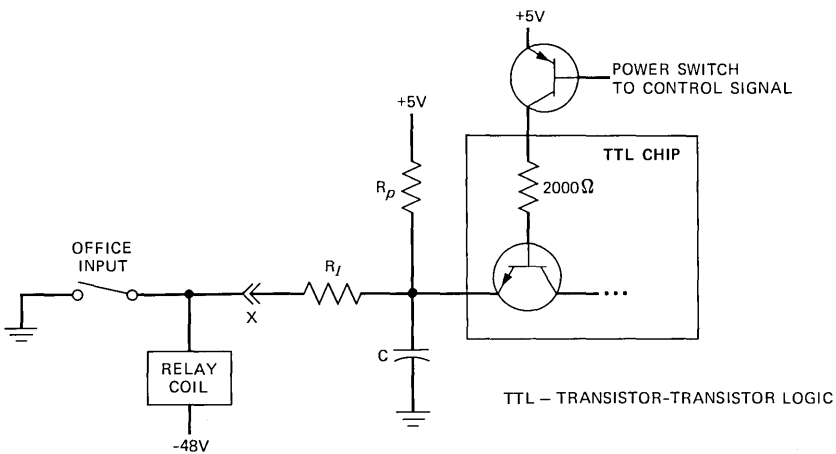 +5V
POWER SWITCH
TO CONTROL SIGNAL
+5V
TTL CHIP
Rp
2000Ω
OFFICE
INPUT
RI
X
C
RELAY
COIL
-48V
TTL – TRANSISTOR-TRANSISTOR LOGIC